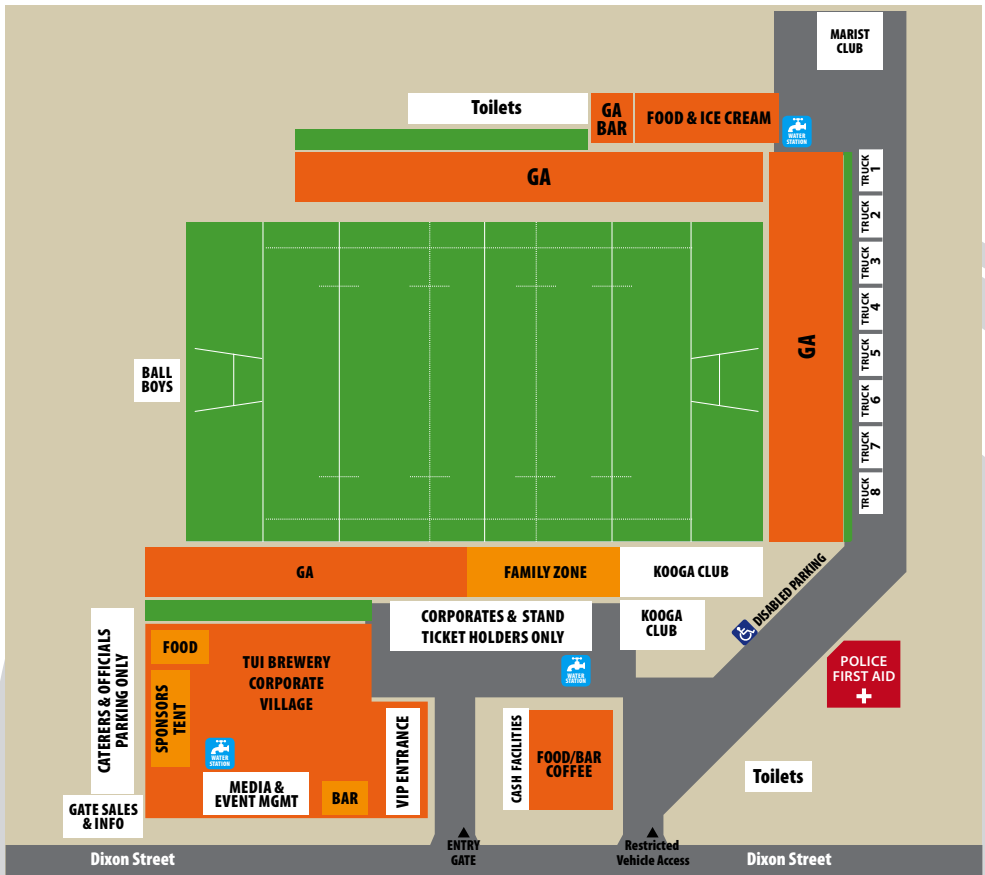 MARIST
CLUB
Toilets
GA
BAR
FOOD & ICE CREAM
WATER
STATION
GA
TRUCK
1
TRUCK
2
TRUCK
3
TRUCK
4
TRUCK
5
TRUCK
6
TRUCK
7
TRUCK
8
GA
BALL
BOYS
GA
FAMILY ZONE
KOOGA CLUB
DISABLED PARKING
CORPORATES & STAND
TICKET HOLDERS ONLY
KOOGA
CLUB
WATER
STATION
POLICE
FIRST AID
CATERERS & OFFICIALS
PARKING ONLY
FOOD
TUI BREWERY
CORPORATE
VILLAGE
SPONSORS
TENT
WATER
STATION
MEDIA &
EVENT MGMT
BAR
VIP ENTRANCE
CASH FACILITIES
FOOD/BAR
COFFEE
Toilets
GATE SALES
& INFO
ENTRY
GATE
Restricted
Vehicle Access
Dixon Street
Dixon Street